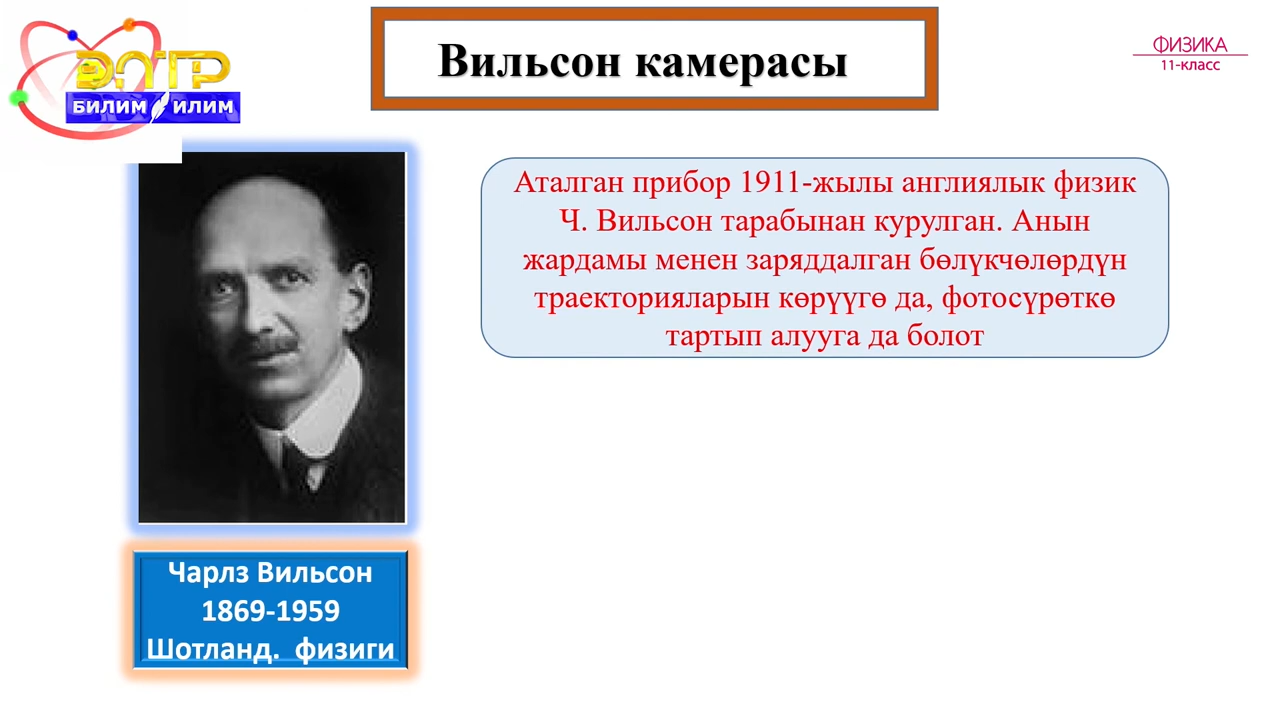 ЭЛТР
БИЛИМ ИЛИМ
Вильсон камерасы
ФИЗИКА
11-класс
Аталган прибор 1911-жылы англиялык физик
Ч. Вильсон тарабынан курулган. Анын
жардамы менен заряддалган бөлүкчөлөрдүн
траекторияларын көрүүгө да, фотосүрөткө
тартып алууга да болот
Чарлз Вильсон
1869-1959
Шотланд. физиги